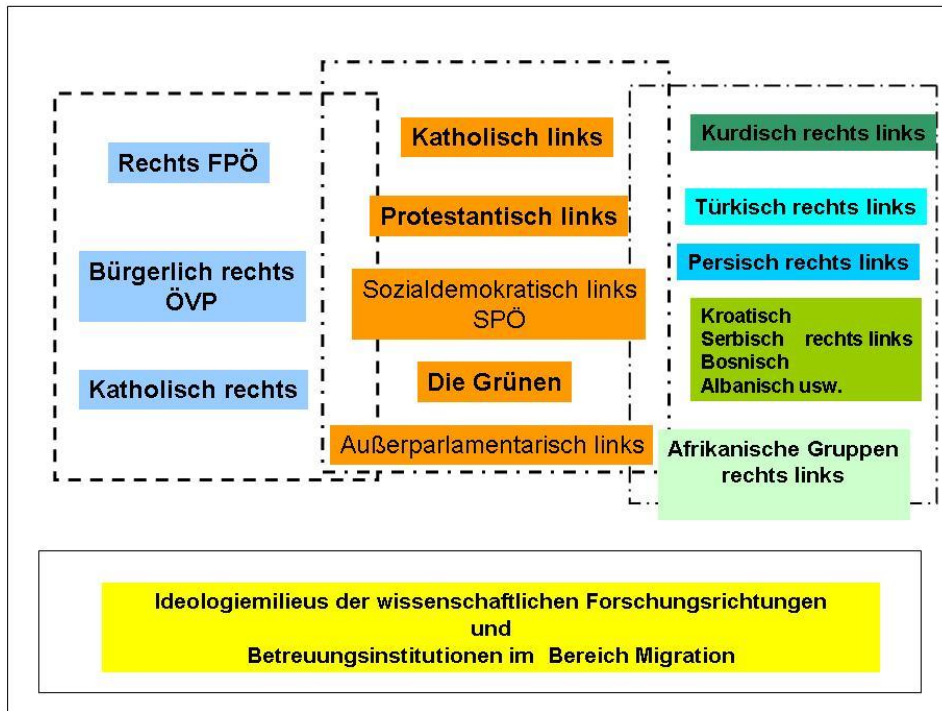 Rechts FPÖ
Bürgerlich rechts
ÖVP
Katholisch rechts
Katholisch links
Protestantisch links
Sozialdemokratisch links
SPÖ
Die Grünen
Außerparlamentarisch links
Kurdisch rechts links
Türkisch rechts links
Persisch rechts links
Kroatisch
Serbisch rechts links
Bosnisch
Albanisch usw.
Afrikanische Gruppen
rechts links
Ideologiemilieus der wissenschaftlichen Forschungsrichtungen
und
Betreuungsinstitutionen im Bereich Migration